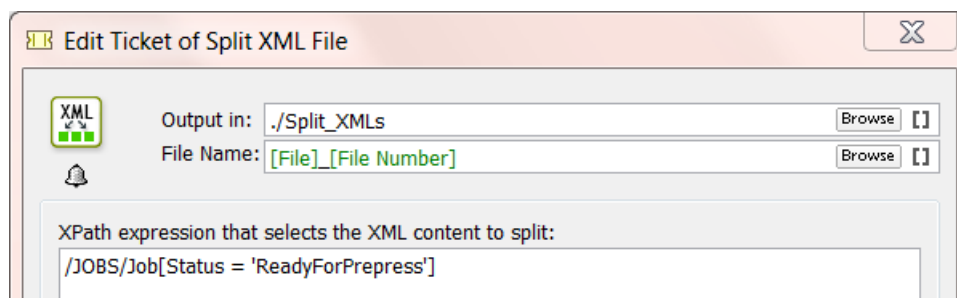 Edit Ticket of Split XML File
XML
Output in: ./Split_XMLs Browse []
File Name: [File]_[File Number] Browse []
XPath expression that selects the XML content to split:
/JOBS/Job[Status = 'ReadyForPrepress']